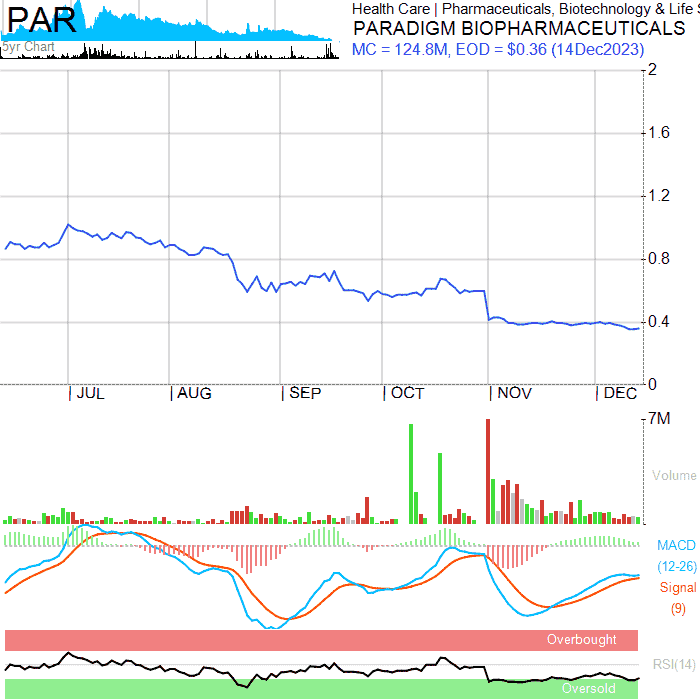 PAR
5yr Chart
Health Care | Pharmaceuticals, Biotechnology & Life S
PARADIGM BIOPHARMACEUTICALS
MC = 124.8M, EOD = $0.36 (14Dec2023)
2
1.6
1.2
0.8
0.4
0
JUL AUG SEP OCT NOV DEC
7M
Volume
MACD
(12-26)
Signal
(9)
Overbought
RSI(14)
Oversold